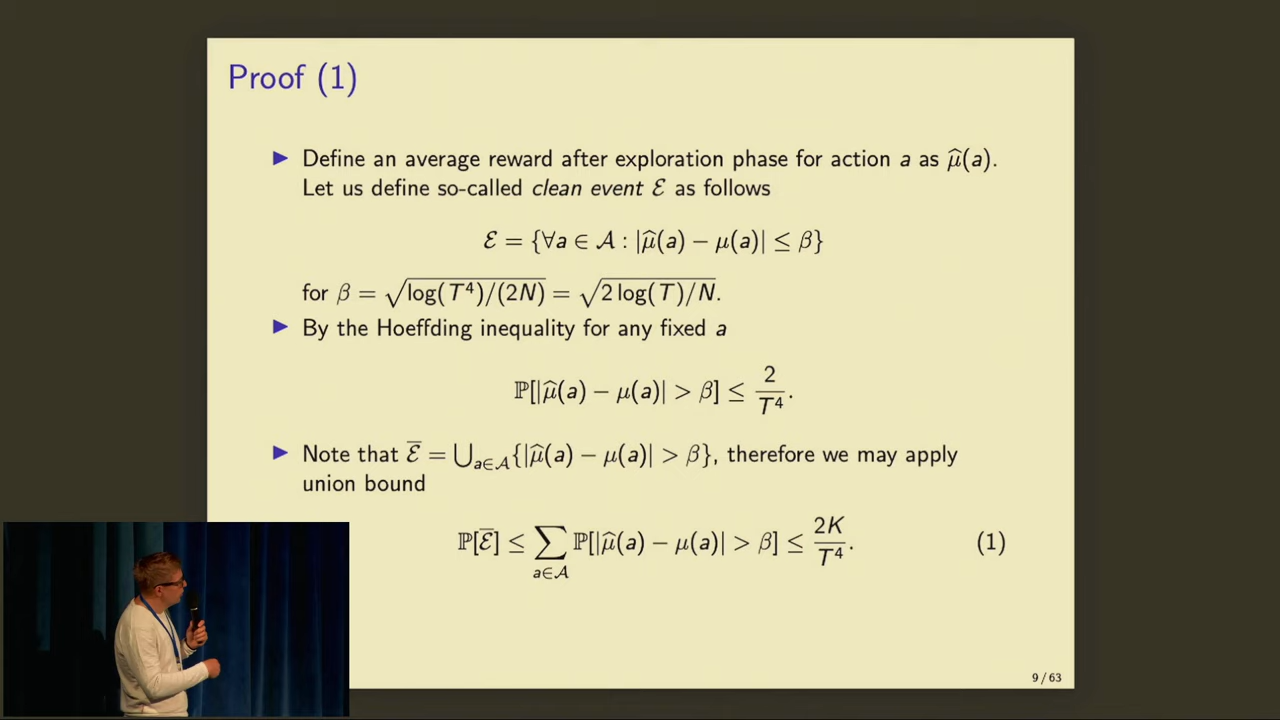 Proof (1)
▶ Define an average reward after exploration phase for action a as μ̂(a).
Let us define so-called clean event ℰ as follows
ℰ = {∀a ∈ 𝒜 : |μ̂(a) − μ(a)| ≤ β}
for β = √(log(T⁴)/(2N)) = √(2 log(T)/N).
▶ By the Hoeffding inequality for any fixed a
ℙ[|μ̂(a) − μ(a)| > β] ≤ 2/T⁴.
▶ Note that ℰ̅ = ⋃_{a∈𝒜}{|μ̂(a) − μ(a)| > β}, therefore we may apply
union bound
ℙ[ℰ̅] ≤ ∑_{a∈𝒜} ℙ[|μ̂(a) − μ(a)| > β] ≤ 2K/T⁴. (1)
9 / 63